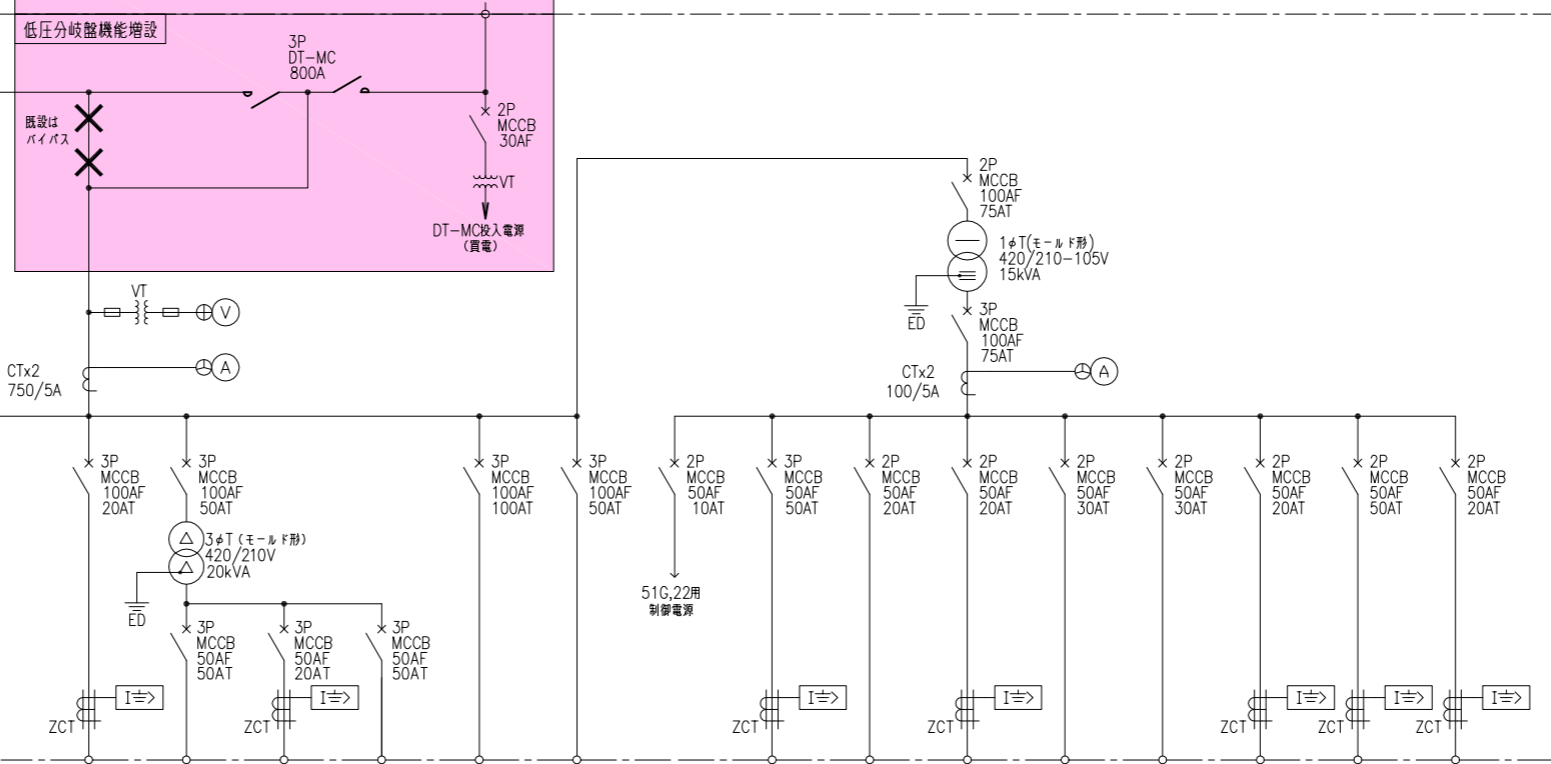 低圧分岐盤機能増設
3P
DT-MC
800A
既設は
バイパス
2P
MCCB
30AF
VT
DT-MC投入電源
(買電)
2P
MCCB
100AF
75AT
1φT(モールド形)
420/210-105V
15kVA
ED
3P
MCCB
100AF
75AT
VT
V
CTx2
750/5A
A
CTx2
100/5A
A
3P
MCCB
100AF
20AT
3P
MCCB
100AF
50AT
3P
MCCB
100AF
100AT
3P
MCCB
100AF
50AT
2P
MCCB
50AF
10AT
3P
MCCB
50AF
50AT
2P
MCCB
50AF
20AT
2P
MCCB
50AF
20AT
2P
MCCB
50AF
30AT
2P
MCCB
50AF
30AT
2P
MCCB
50AF
20AT
2P
MCCB
50AF
50AT
2P
MCCB
50AF
20AT
3φT(モールド形)
420/210V
20kVA
ED
51G,22用
制御電源
3P
MCCB
50AF
50AT
3P
MCCB
50AF
20AT
3P
MCCB
50AF
50AT
I⏚>
ZCT
I⏚>
ZCT
I⏚>
ZCT
I⏚>
ZCT
I⏚>
ZCT
I⏚>
ZCT
I⏚>
ZCT